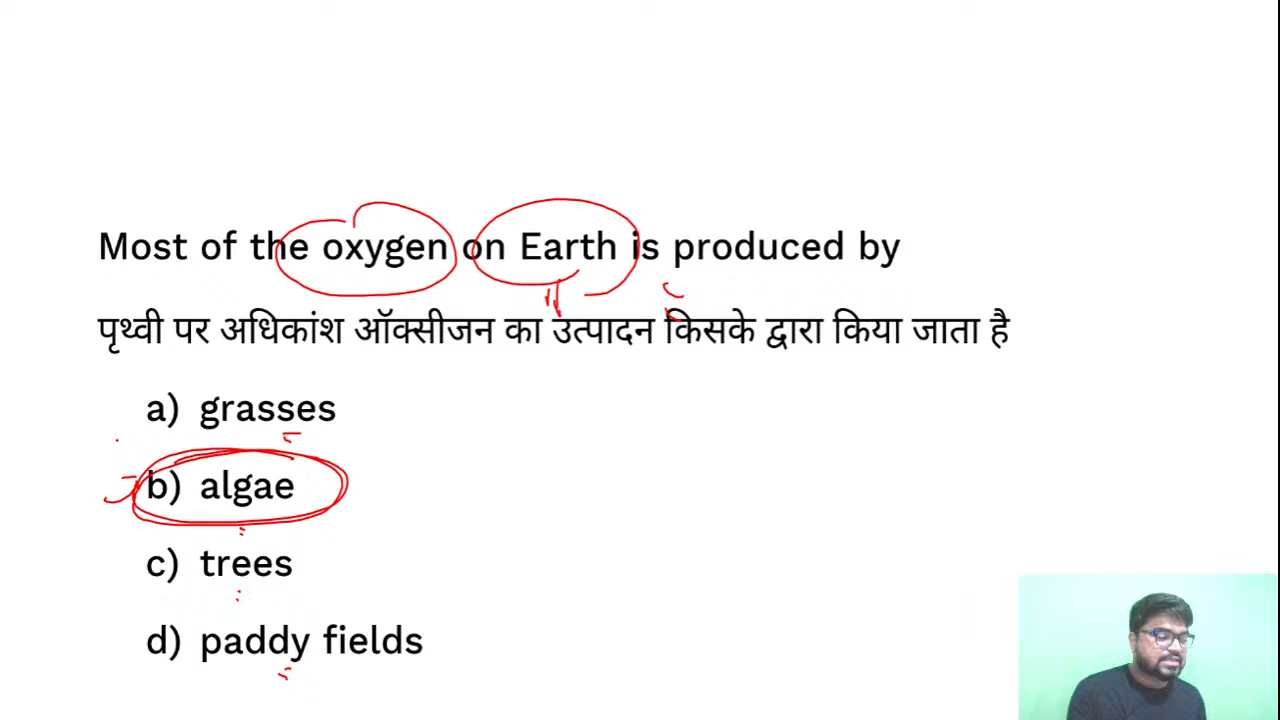 Most of the oxygen on Earth is produced by
पृथ्वी पर अधिकांश ऑक्सीजन का उत्पादन किसके द्वारा किया जाता है
a) grasses
b) algae
c) trees
d) paddy fields